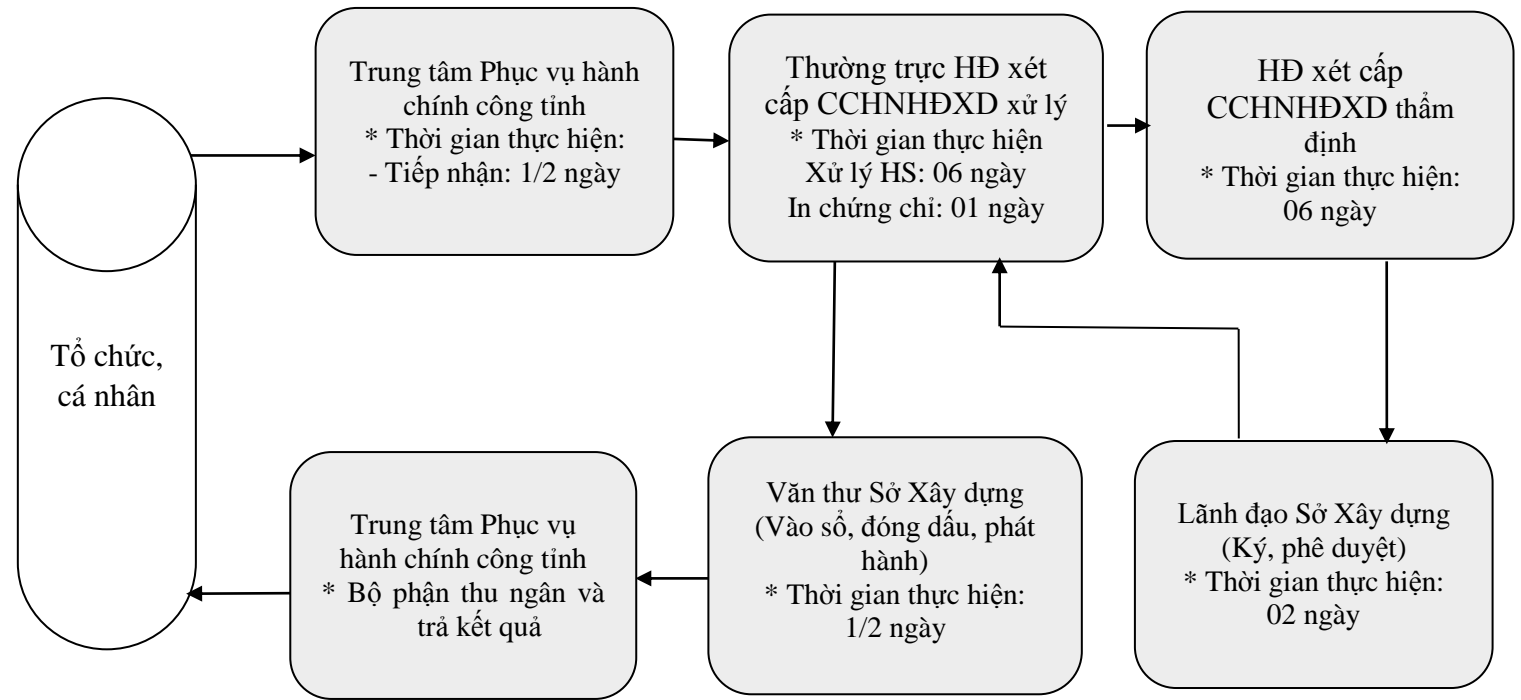 Tổ chức,
cá nhân
Trung tâm Phục vụ hành
chính công tỉnh
* Thời gian thực hiện:
- Tiếp nhận: 1/2 ngày
Thường trực HĐ xét
cấp CCHNHĐXD xử lý
* Thời gian thực hiện
Xử lý HS: 06 ngày
In chứng chỉ: 01 ngày
HĐ xét cấp
CCHNHĐXD thẩm
định
* Thời gian thực hiện:
06 ngày
Lãnh đạo Sở Xây dựng
(Ký, phê duyệt)
* Thời gian thực hiện:
02 ngày
Văn thư Sở Xây dựng
(Vào sổ, đóng dấu, phát
hành)
* Thời gian thực hiện:
1/2 ngày
Trung tâm Phục vụ
hành chính công tỉnh
* Bộ phận thu ngân và
trả kết quả